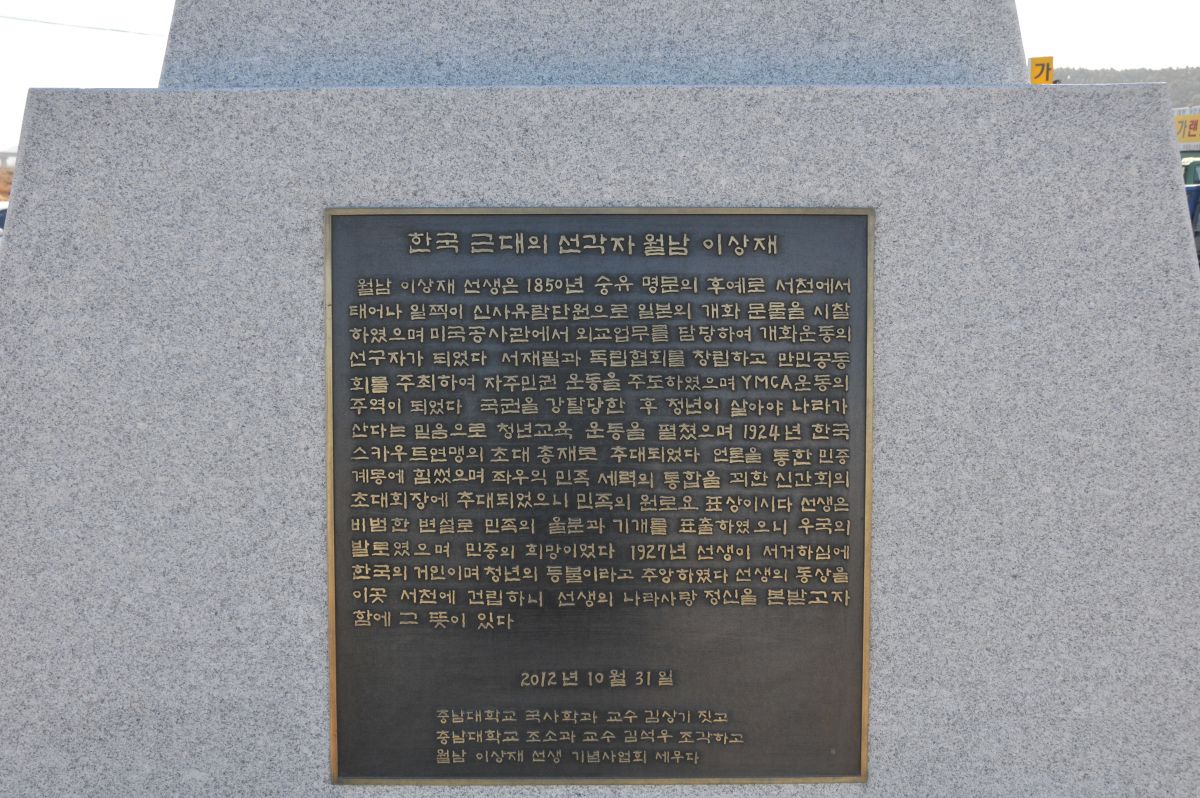 가
가랜
한국 근대의 선각자 월남 이상재
월남 이상재 선생은 1850년 숭유 명문의 후예로 서천에서
태어나 일찍이 신사유람단원으로 일본의 개화 문물을 시찰
하였으며 미국공사관에서 외교업무를 담당하여 개화운동의
선구자가 되었다 서재필과 독립협회를 창립하고 만민공동
회를 주최하여 자주민권 운동을 주도하였으며 YMCA운동의
주역이 되었다 국권을 강탈당한 후 청년이 살아야 나라가
산다는 믿음으로 청년교육 운동을 펼쳤으며 1924년 한국
스카우트연맹의 초대 총재로 추대되었다 언론을 통한 민중
계몽에 힘썼으며 좌우익 민족 세력의 통합을 꾀한 신간회의
초대회장에 추대되었으니 민족의 원로요 표상이시다 선생은
비범한 변설로 민족의 울분과 기개를 표출하였으니 우국의
발로였으며 민중의 희망이었다 1927년 선생이 서거하심에
한국의 거인이며 청년의 등불이라고 추앙하였다 선생의 동상을
이곳 서천에 건립하니 선생의 나라사랑 정신을 본받고자
함에 그 뜻이 있다
2012년 10월 31일
충남대학교 국사학과 교수 김상기 짓고
충남대학교 조소과 교수 김석우 조각하고
월남 이상재 선생 기념사업회 세우다